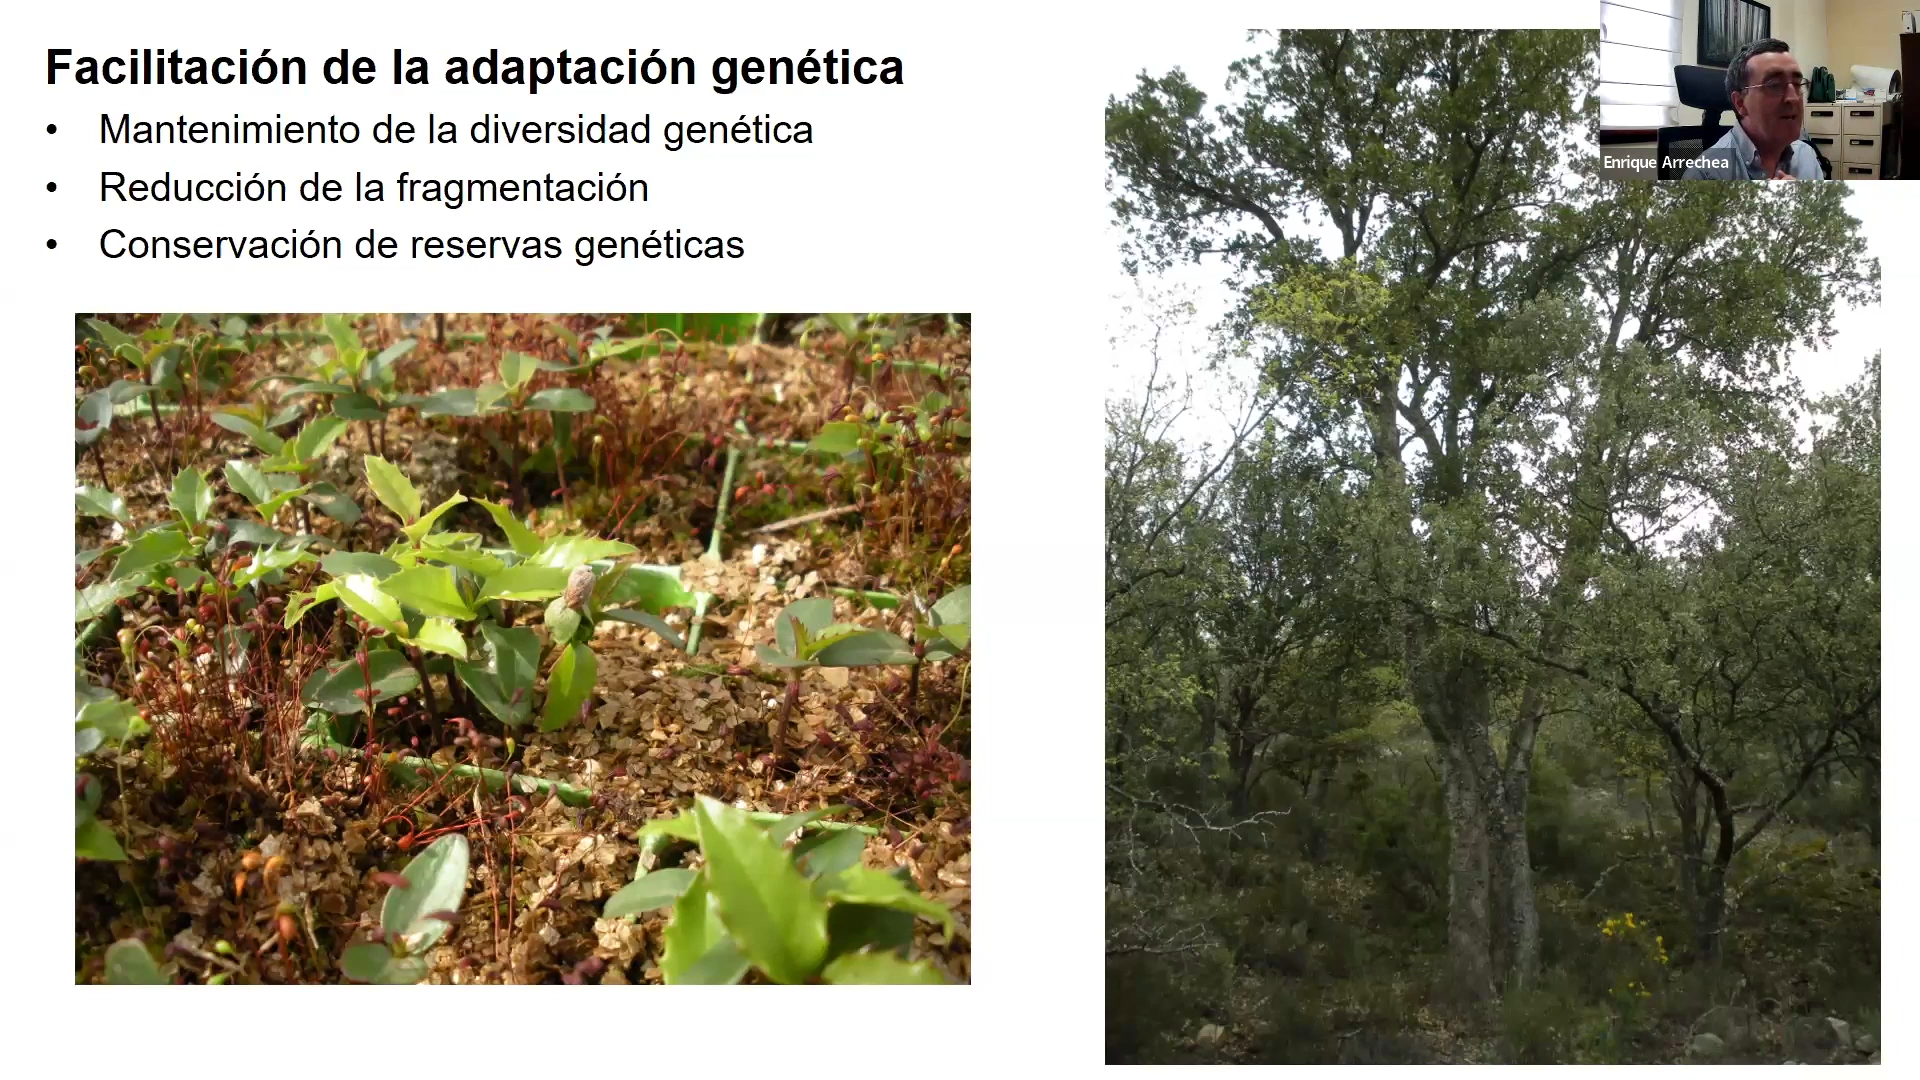 Facilitación de la adaptación genética
• Mantenimiento de la diversidad genética
• Reducción de la fragmentación
• Conservación de reservas genéticas
Enrique Arrechea